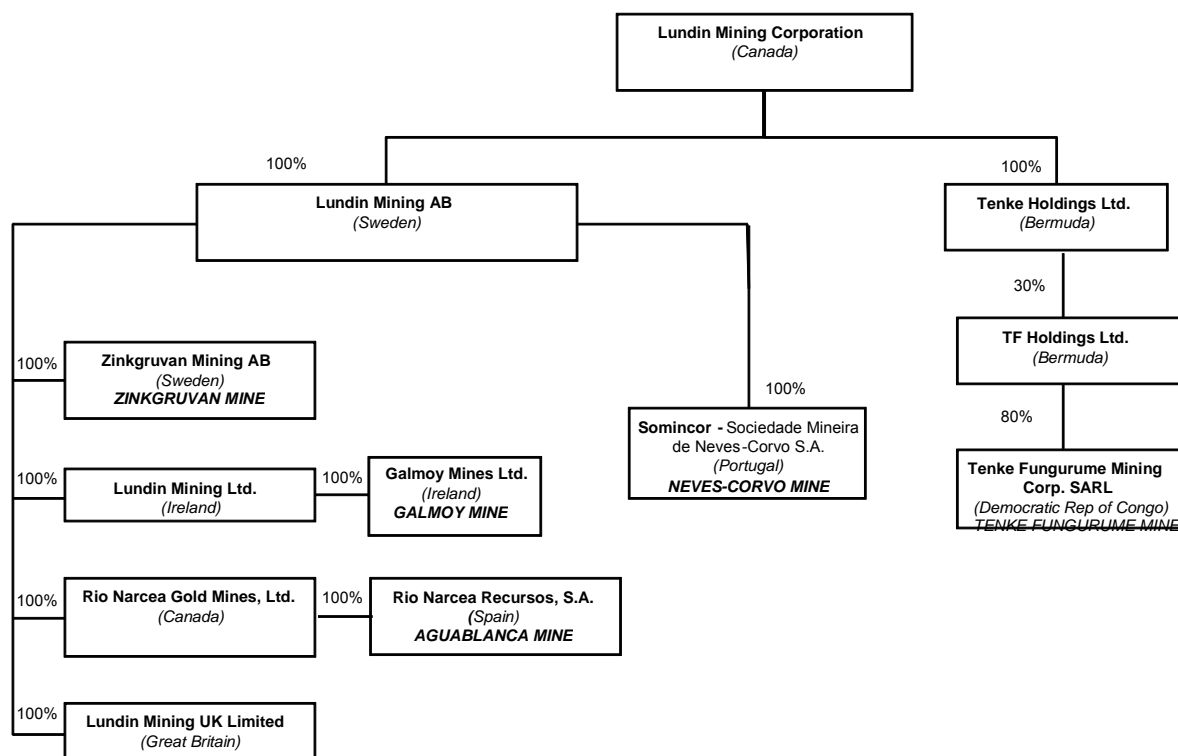 Lundin Mining Corporation
(Canada)
100%
100%
Lundin Mining AB
(Sweden)
Tenke Holdings Ltd.
(Bermuda)
30%
TF Holdings Ltd.
(Bermuda)
100%
Zinkgruvan Mining AB
(Sweden)
ZINKGRUVAN MINE
100%
80%
Somincor - Sociedade Mineira
de Neves-Corvo S.A.
(Portugal)
NEVES-CORVO MINE
Tenke Fungurume Mining
Corp. SARL
(Democratic Rep of Congo)
TENKE FUNGURUME MINE
100%
Lundin Mining Ltd.
(Ireland)
100%
Galmoy Mines Ltd.
(Ireland)
GALMOY MINE
100%
Rio Narcea Gold Mines, Ltd.
(Canada)
100%
Rio Narcea Recursos, S.A.
(Spain)
AGUABLANCA MINE
100%
Lundin Mining UK Limited
(Great Britain)